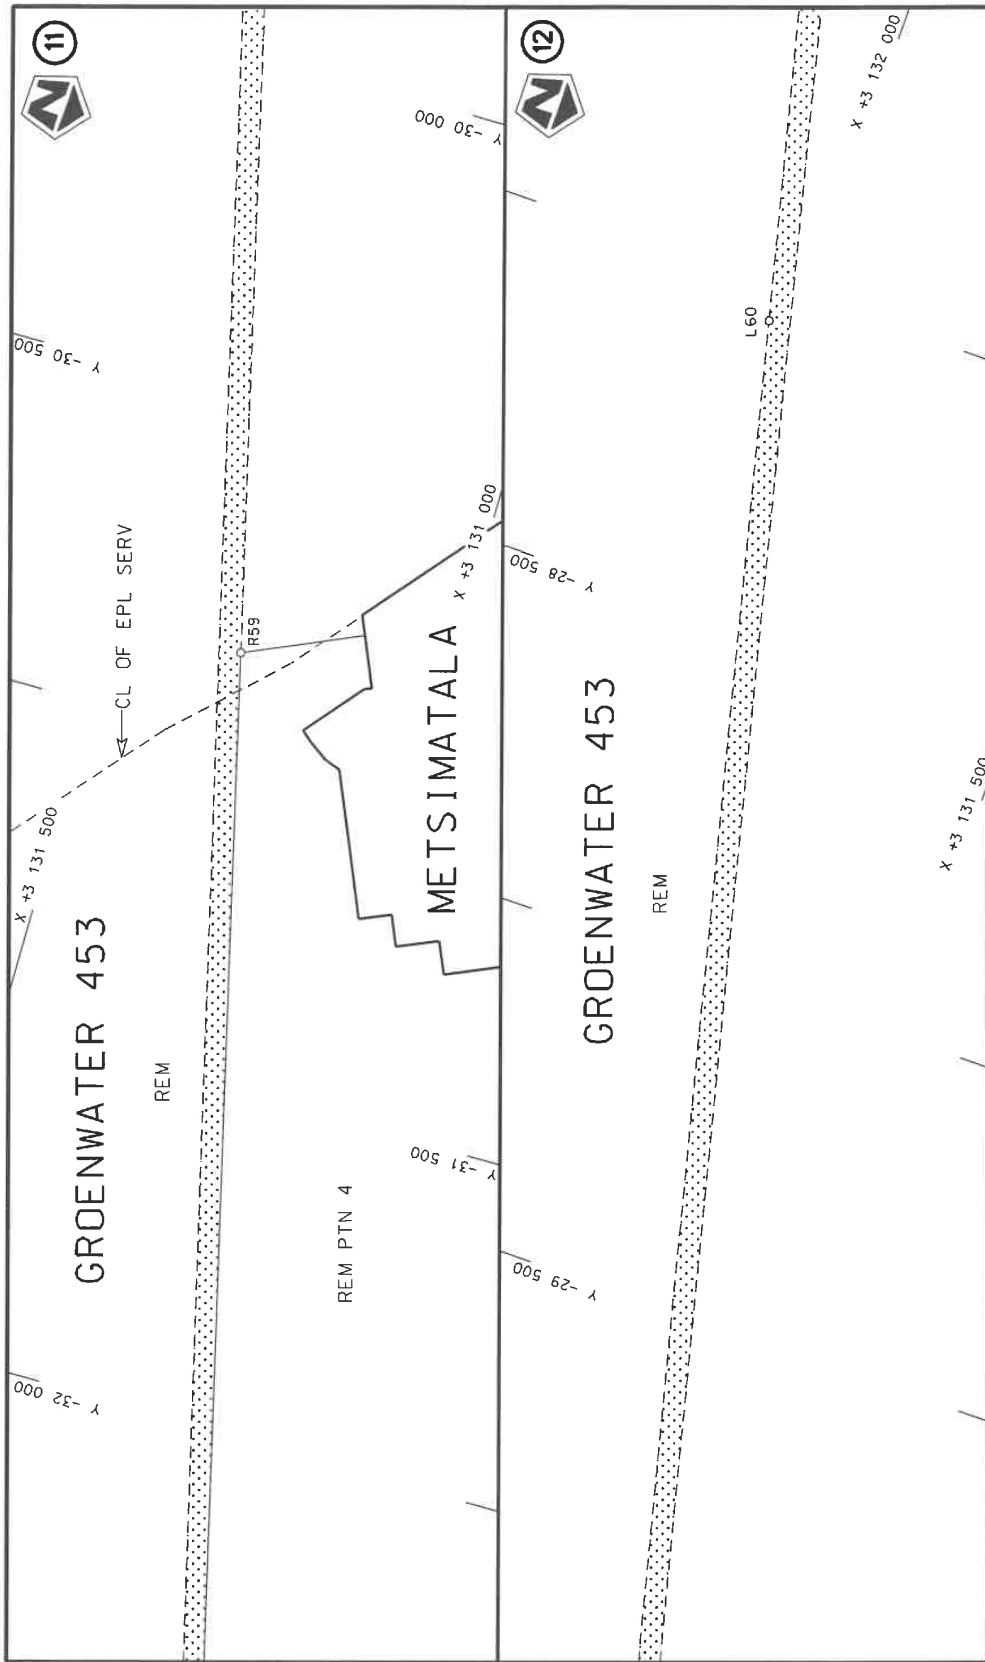 11
N
X +3 131 500
CL OF EPL SERV
Y -30 500
Y -30 000
GROENWATER 453
REM
R59
Y -32 000
REM PTN 4
Y -31 500
METSIMATALA
X +3 131 000
12
N
Y -29 500
Y -28 500
GROENWATER 453
REM
L60
X +3 131 500
X +3 132 000